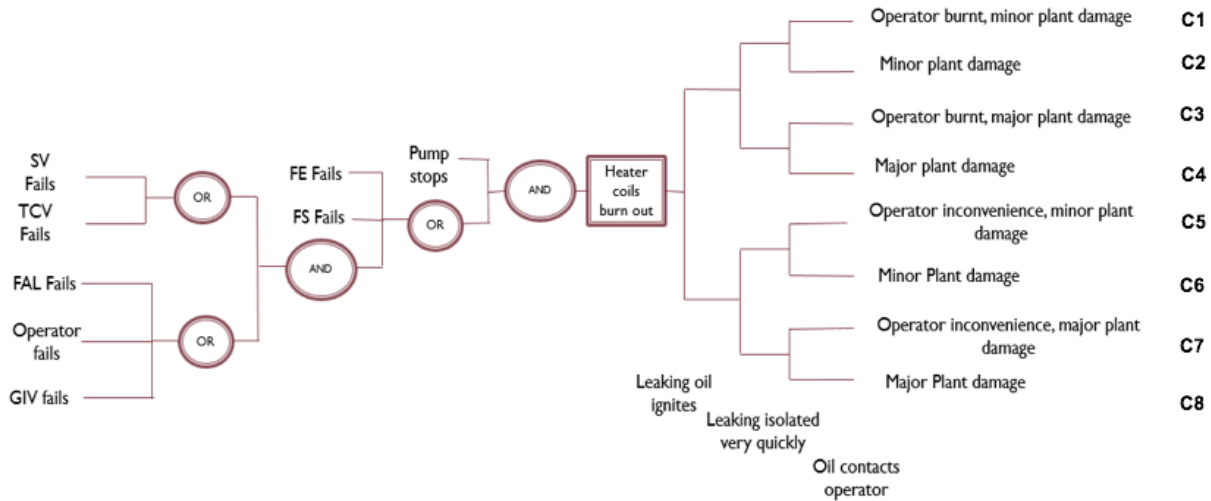 Operator burnt, minor plant damage
C1
Minor plant damage
C2
Operator burnt, major plant damage
C3
Major plant damage
C4
Operator inconvenience, minor plant
damage
C5
Minor Plant damage
C6
Operator inconvenience, major plant
damage
C7
Major Plant damage
C8
SV
Fails
TCV
Fails
OR
FAL Fails
Operator
fails
GIV fails
OR
FE Fails
FS Fails
AND
Pump
stops
OR
AND
Heater
coils
burn out
Leaking oil
ignites
Leaking isolated
very quickly
Oil contacts
operator